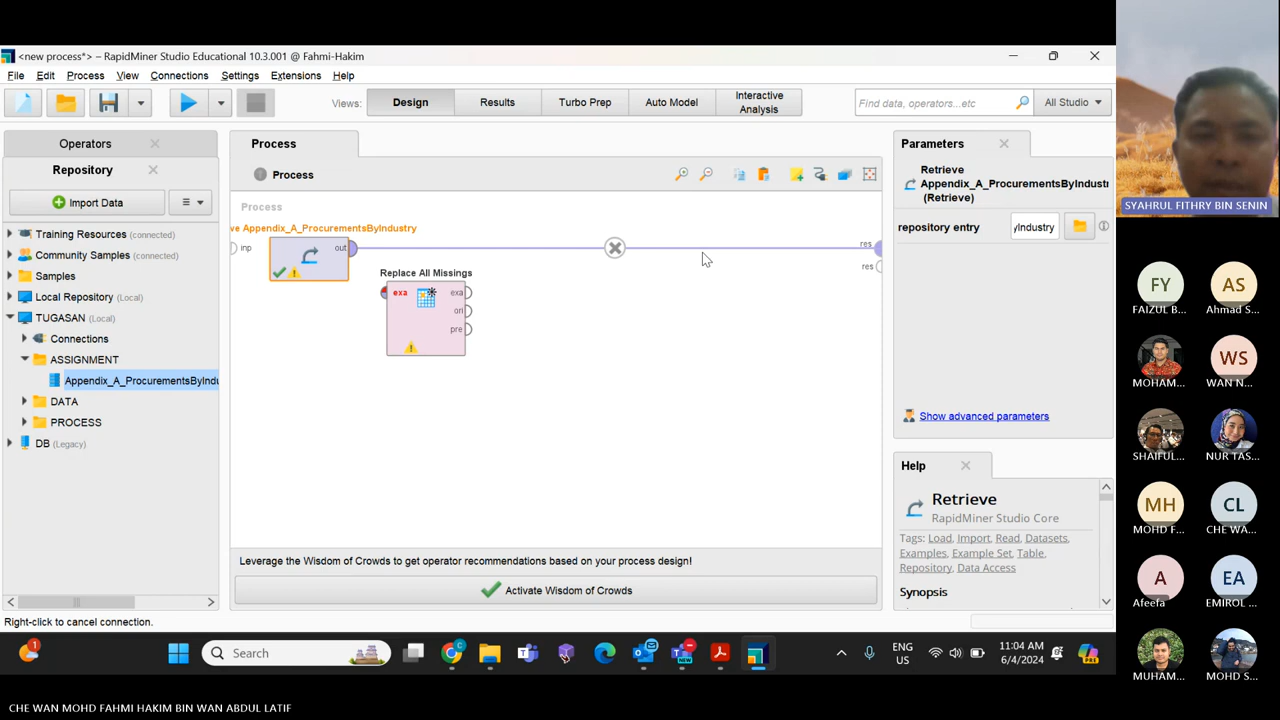 <new process*> – RapidMiner Studio Educational 10.3.001 @ Fahmi-Hakim
File Edit Process View Connections Settings Extensions Help
Views: Design Results Turbo Prep Auto Model Interactive Analysis
Find data, operators...etc All Studio
Operators
Repository
Import Data
Training Resources (connected)
Community Samples (connected)
Samples
Local Repository (Local)
TUGASAN (Local)
Connections
ASSIGNMENT
Appendix_A_ProcurementsByIndu
DATA
PROCESS
DB (Legacy)
Process
Process
Process
ve Appendix_A_ProcurementsByIndustry
inp out res
res
Replace All Missings
exa exa
ori
pre
Leverage the Wisdom of Crowds to get operator recommendations based on your process design!
Activate Wisdom of Crowds
Parameters
Retrieve
Appendix_A_ProcurementsByIndustr
(Retrieve)
repository entry yIndustry
Show advanced parameters
Help
Retrieve
RapidMiner Studio Core
Tags: Load, Import, Read, Datasets,
Examples, Example Set, Table,
Repository, Data Access
Synopsis
Right-click to cancel connection.
1
Search
NEW
PRE
ENG
US
11:04 AM
6/4/2024
CHE WAN MOHD FAHMI HAKIM BIN WAN ABDUL LATIF
SYAHRUL FITHRY BIN SENIN
FY AS
FAIZUL B... Ahmad S...
WS
MOHAM... WAN N...
SHAIFUL... NUR TAS...
MH CL
MOHD F... CHE WA...
A EA
Afeefa EMIROL ...
MUHAM... MOHD S...